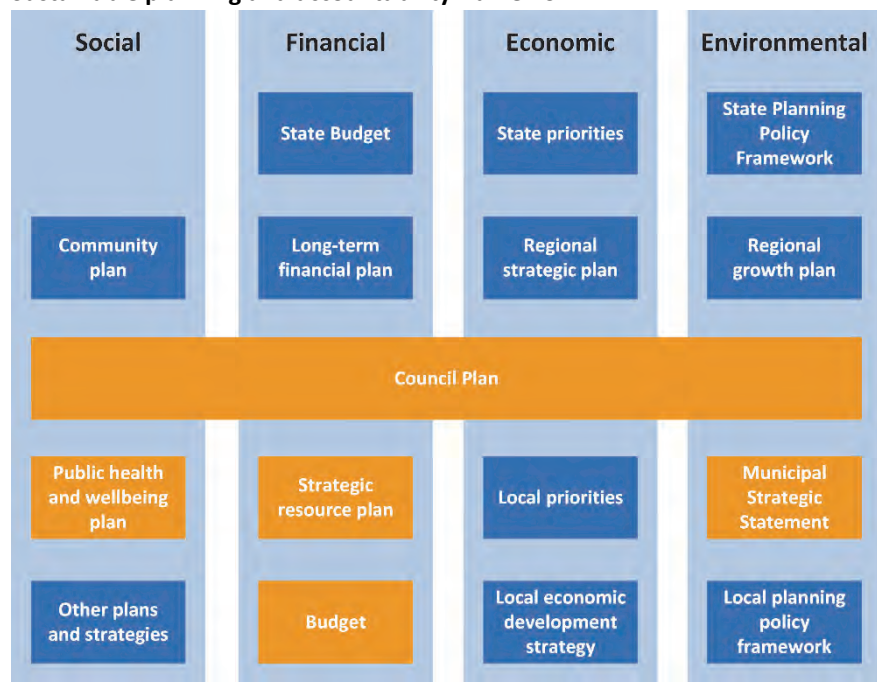 Social
Financial
Economic
Environmental
State Budget
State priorities
State Planning
Policy
Framework
Community
plan
Long-term
financial plan
Regional
strategic plan
Regional
growth plan
Council Plan
Public health
and wellbeing
plan
Strategic
resource plan
Local priorities
Municipal
Strategic
Statement
Other plans
and strategies
Budget
Local economic
development
strategy
Local planning
policy
framework